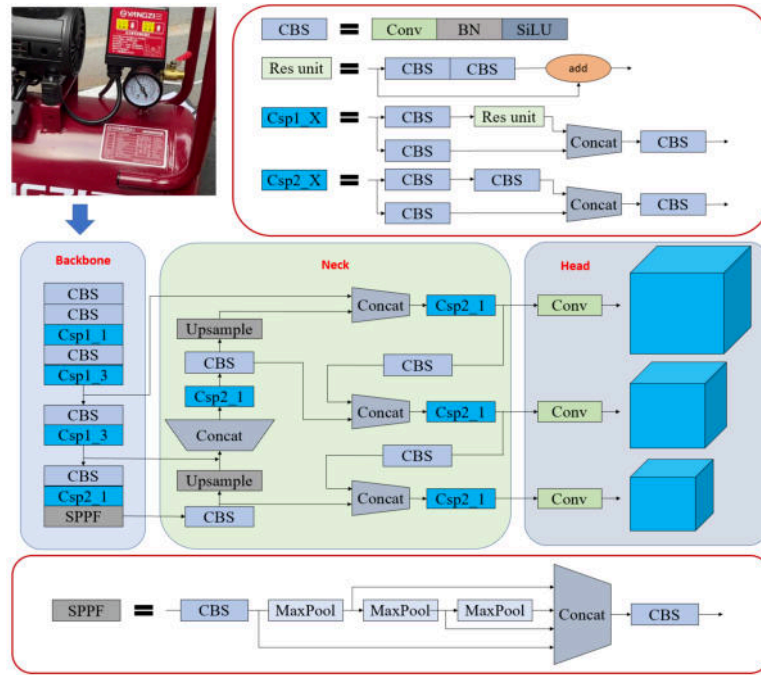 YANGZI
CBS = Conv BN SiLU
Res unit = CBS CBS add
Csp1_X = CBS Res unit
CBS Concat CBS
Csp2_X = CBS CBS
CBS Concat CBS
Backbone
CBS
CBS
Csp1_1
CBS
Csp1_3
CBS
Csp1_3
CBS
Csp2_1
SPPF
Neck
Upsample
CBS
Csp2_1
Concat
Upsample
CBS
Concat Csp2_1
CBS
Concat Csp2_1
CBS
Concat Csp2_1
Head
Conv
Conv
Conv
SPPF = CBS MaxPool MaxPool MaxPool Concat CBS